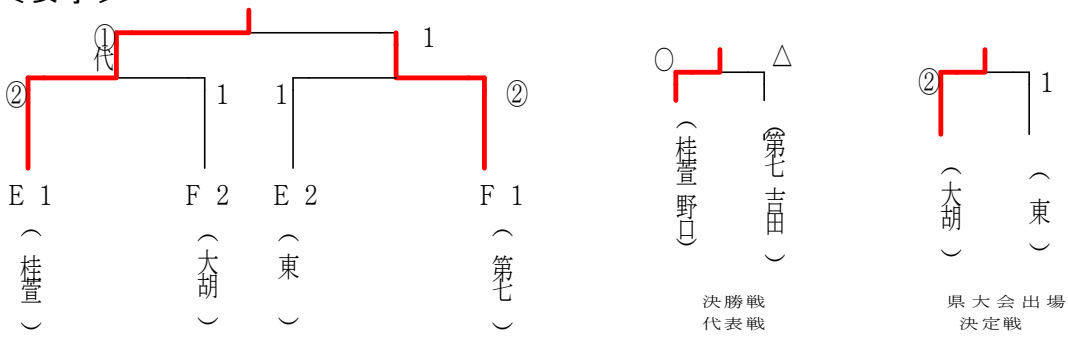 ① 1
代
② 1 1 ②
E 1 F 2 E 2 F 1
（桂萱） （大胡） （東） （第七）
○ △
（桂萱 野口） （第七 吉田）
決勝戦
代表戦
② 1
（大胡） （東）
県大会出場
決定戦